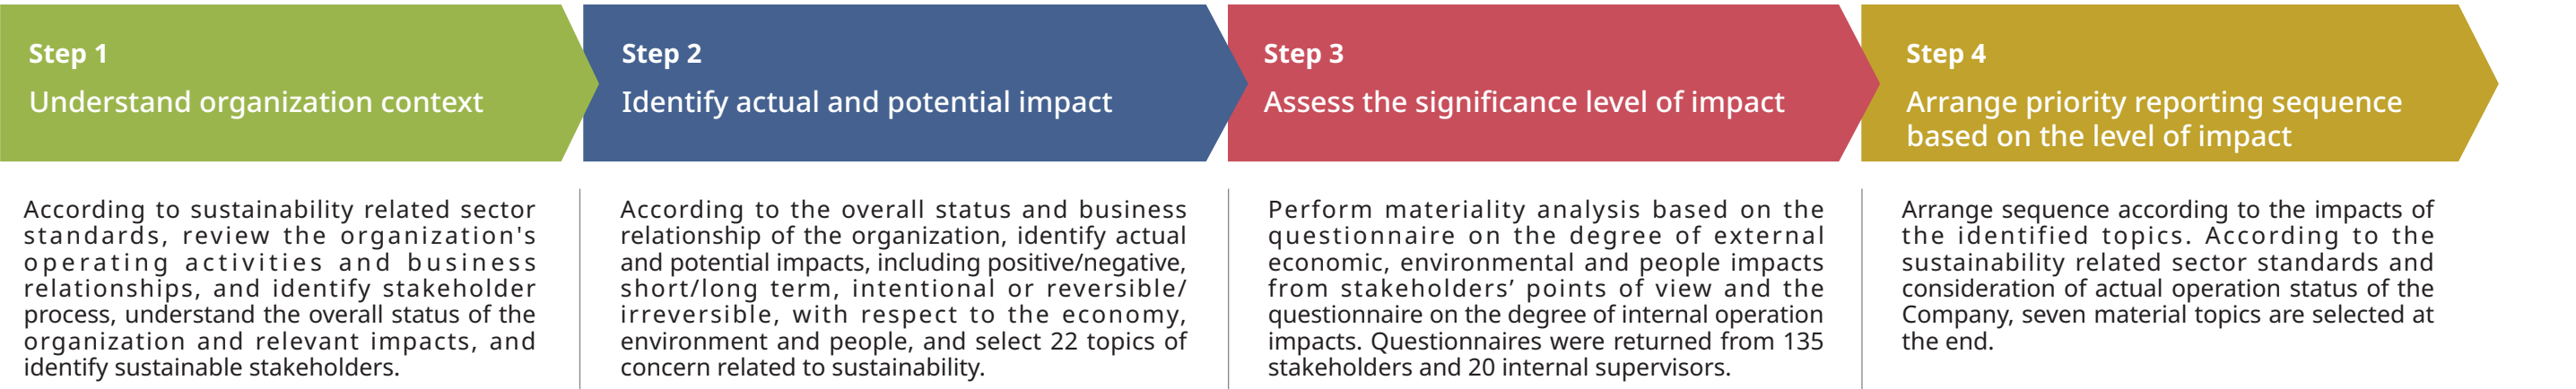 Step 1
Understand organization context
According to sustainability related sector
standards, review the organization's
operating activities and business
relationships, and identify stakeholder
process, understand the overall status of the
organization and relevant impacts, and
identify sustainable stakeholders.
Step 2
Identify actual and potential impact
According to the overall status and business
relationship of the organization, identify actual
and potential impacts, including positive/negative,
short/long term, intentional or reversible/
irreversible, with respect to the economy,
environment and people, and select 22 topics of
concern related to sustainability.
Step 3
Assess the significance level of impact
Perform materiality analysis based on the
questionnaire on the degree of external
economic, environmental and people impacts
from stakeholders’ points of view and the
questionnaire on the degree of internal operation
impacts. Questionnaires were returned from 135
stakeholders and 20 internal supervisors.
Step 4
Arrange priority reporting sequence
based on the level of impact
Arrange sequence according to the impacts of
the identified topics. According to the
sustainability related sector standards and
consideration of actual operation status of the
Company, seven material topics are selected at
the end.